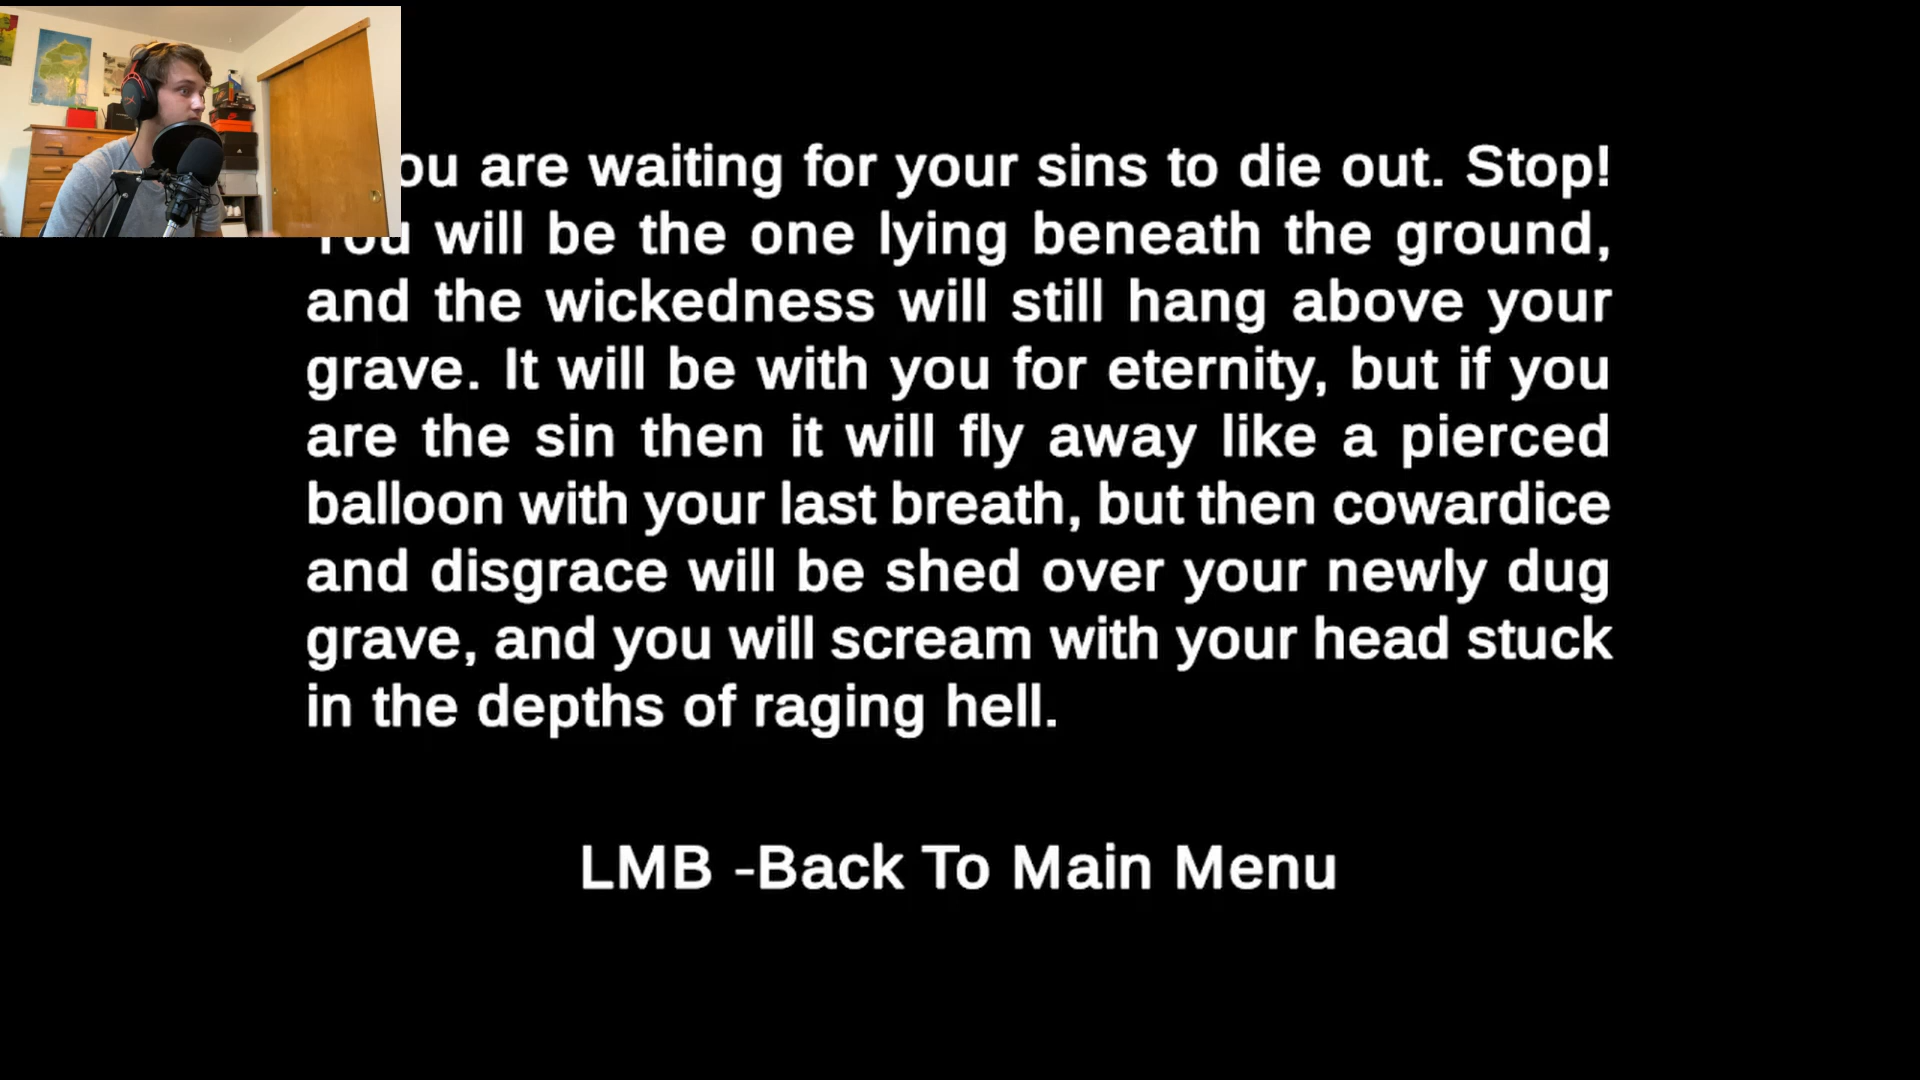 are waiting for your sins to die out. Stop!
You will be the one lying beneath the ground,
and the wickedness will still hang above your
grave. It will be with you for eternity, but if you
are the sin then it will fly away like a pierced
balloon with your last breath, but then cowardice
and disgrace will be shed over your newly dug
grave, and you will scream with your head stuck
in the depths of raging hell.
LMB -Back To Main Menu